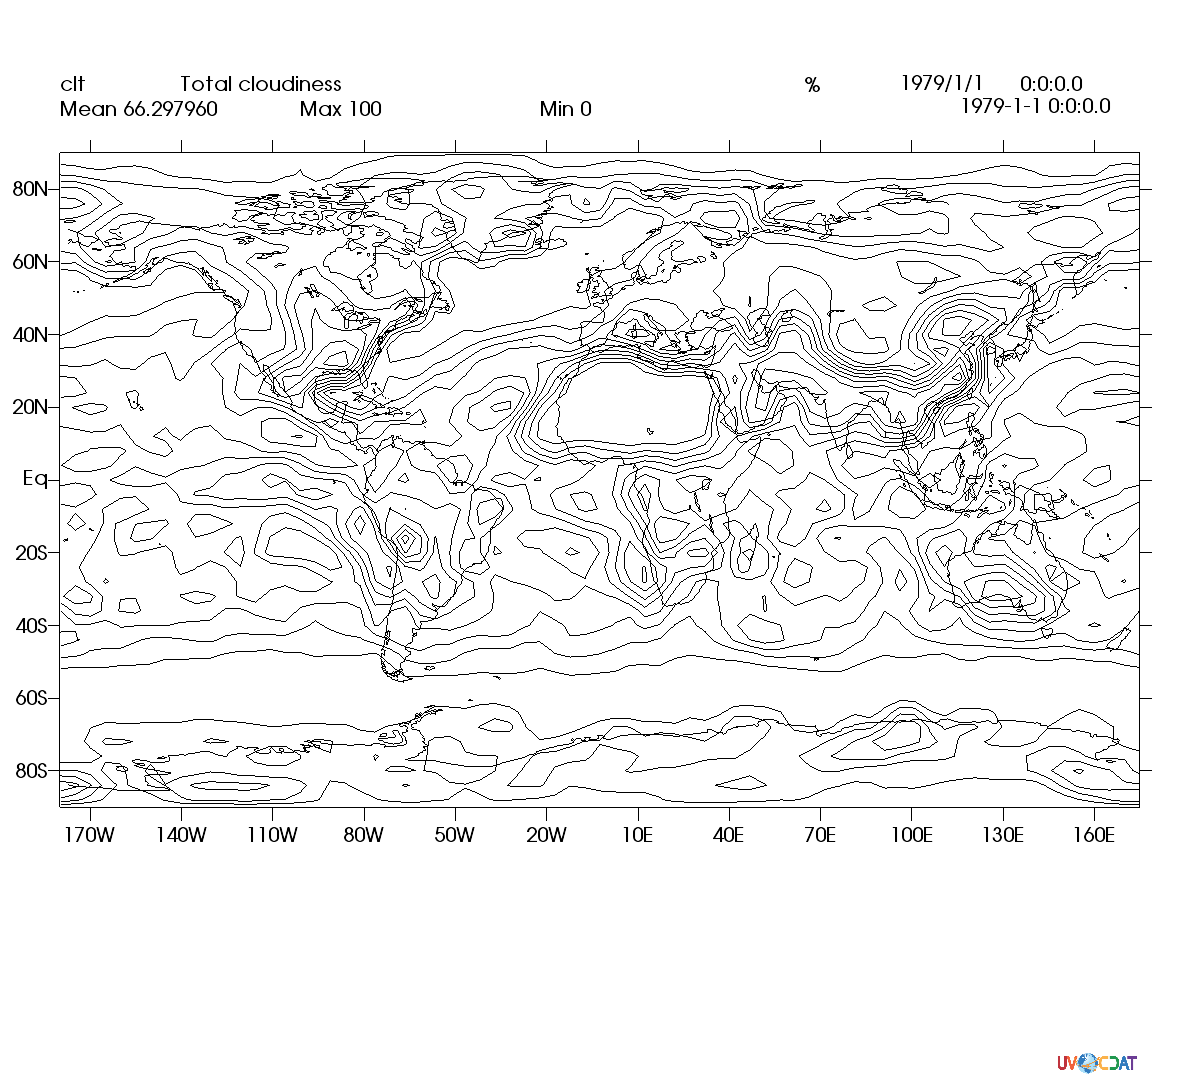 clt Total cloudiness % 1979/1/1 0:0:0.0
Mean 66.297960 Max 100 Min 0 1979-1-1 0:0:0.0
80N
60N
40N
20N
Eq
20S
40S
60S
80S
170W 140W 110W 80W 50W 20W 10E 40E 70E 100E 130E 160E
UVCDAT